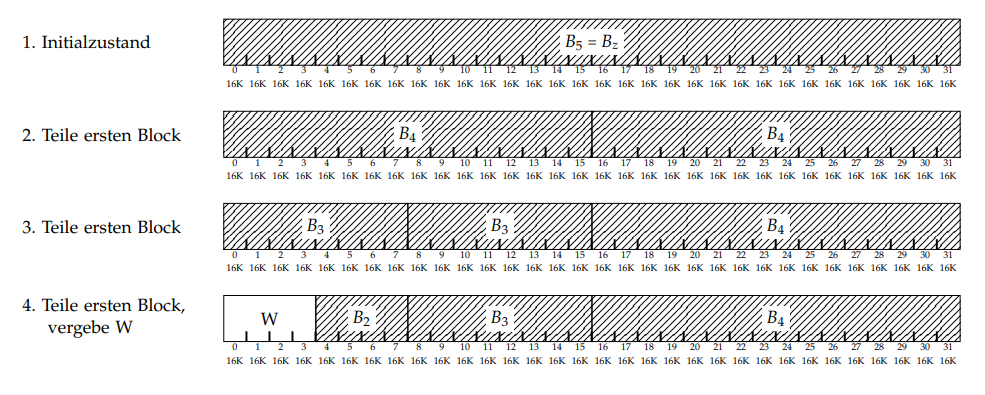 1. Initialzustand
B5 = Bz
0 1 2 3 4 5 6 7 8 9 10 11 12 13 14 15 16 17 18 19 20 21 22 23 24 25 26 27 28 29 30 31
16K 16K 16K 16K 16K 16K 16K 16K 16K 16K 16K 16K 16K 16K 16K 16K 16K 16K 16K 16K 16K 16K 16K 16K 16K 16K 16K 16K 16K 16K 16K 16K
2. Teile ersten Block
B4 B4
0 1 2 3 4 5 6 7 8 9 10 11 12 13 14 15 16 17 18 19 20 21 22 23 24 25 26 27 28 29 30 31
16K 16K 16K 16K 16K 16K 16K 16K 16K 16K 16K 16K 16K 16K 16K 16K 16K 16K 16K 16K 16K 16K 16K 16K 16K 16K 16K 16K 16K 16K 16K 16K
3. Teile ersten Block
B3 B3 B4
0 1 2 3 4 5 6 7 8 9 10 11 12 13 14 15 16 17 18 19 20 21 22 23 24 25 26 27 28 29 30 31
16K 16K 16K 16K 16K 16K 16K 16K 16K 16K 16K 16K 16K 16K 16K 16K 16K 16K 16K 16K 16K 16K 16K 16K 16K 16K 16K 16K 16K 16K 16K 16K
4. Teile ersten Block,
vergebe W
W B2 B3 B4
0 1 2 3 4 5 6 7 8 9 10 11 12 13 14 15 16 17 18 19 20 21 22 23 24 25 26 27 28 29 30 31
16K 16K 16K 16K 16K 16K 16K 16K 16K 16K 16K 16K 16K 16K 16K 16K 16K 16K 16K 16K 16K 16K 16K 16K 16K 16K 16K 16K 16K 16K 16K 16K